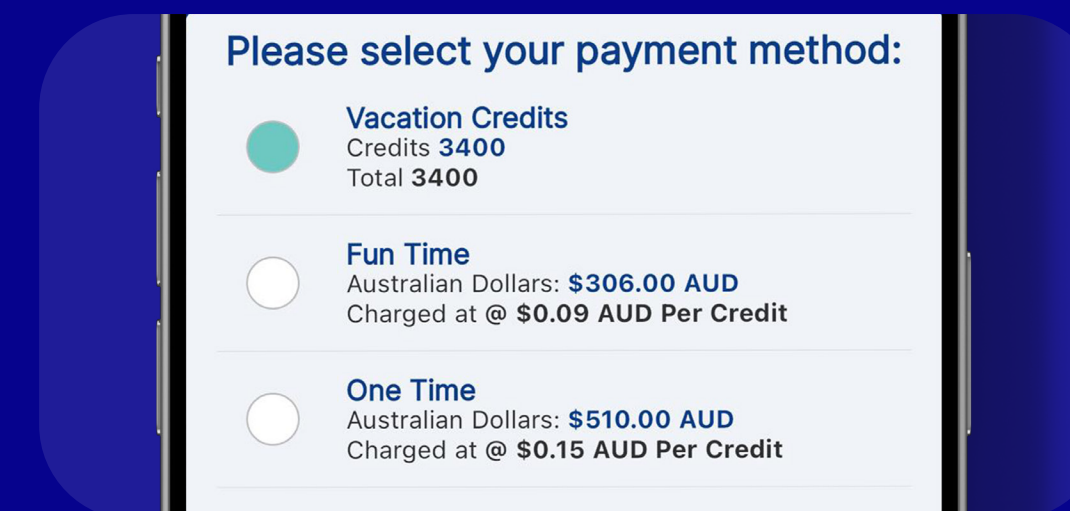 Please select your payment method:
Vacation Credits
Credits 3400
Total 3400
Fun Time
Australian Dollars: $306.00 AUD
Charged at @ $0.09 AUD Per Credit
One Time
Australian Dollars: $510.00 AUD
Charged at @ $0.15 AUD Per Credit